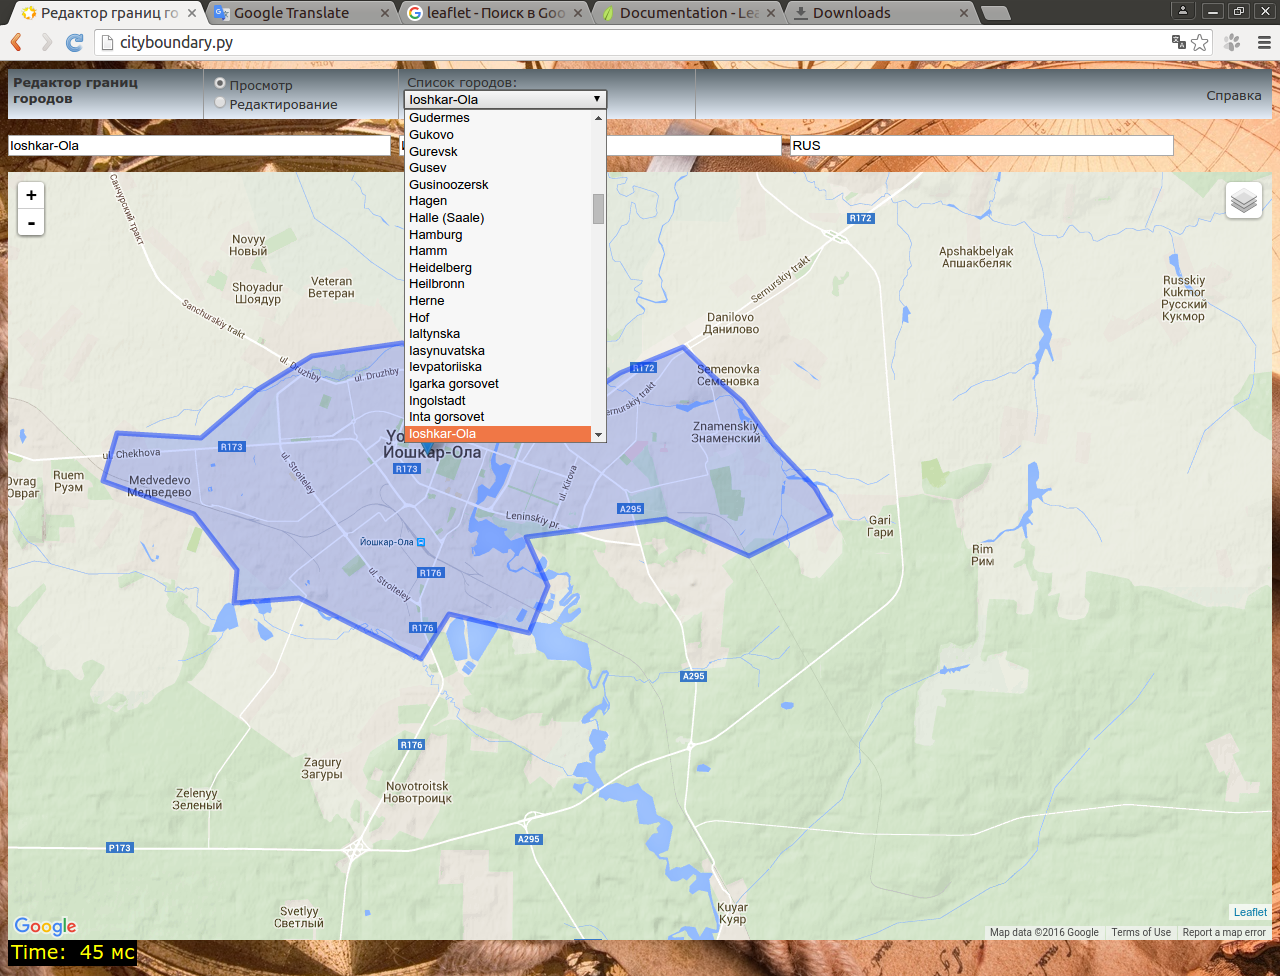 Редактор границ го
Google Translate
leaflet - Поиск в Goo
Documentation - Lea
Downloads
cityboundary.py
Редактор границ
городов
Просмотр
Редактирование
Список городов:
Ioshkar-Ola
Справка
Ioshkar-Ola
RUS
Gudermes
Gukovo
Gurevsk
Gusev
Gusinoozersk
Hagen
Halle (Saale)
Hamburg
Hamm
Heidelberg
Heilbronn
Herne
Hof
Ialtynska
Iasynuvatska
Ievpatoriiska
Igarka gorsovet
Ingolstadt
Inta gorsovet
Ioshkar-Ola
+
-
Санчурский тракт
Novyy
Новый
Shoyadur
Шоядур
Veteran
Ветеран
Sanchurskiy trakt
ul. Druzhby
ul. Druzhby
R172
Sernurskiy trakt
Apshakbelyak
Апшакбеляк
Russkiy
Kukmor
Русский
Кукмор
Danilovo
Данилово
R172
Semenovka
Семеновка
ernurskiy trakt
Znamenskiy
Знаменский
Yo
Йошкар-Ола
R173
R173
ul. Chekhova
ul. Stroiteley
ul. Kirova
Ovrag
Овраг
Ruem
Руэм
Medvedevo
Медведево
A295
Leninskiy pr.
Gari
Гари
Rim
Рим
Йошкар-Ола
R176
ul. Stroiteley
R176
A295
R176
Zagury
Загуры
Zelenyy
Зеленый
Novotroitsk
Новотроицк
P173
A295
Svetlyy
Светлый
Kuyar
Куяр
Google
Leaflet
Map data ©2016 Google
Terms of Use
Report a map error
Time: 45 мс